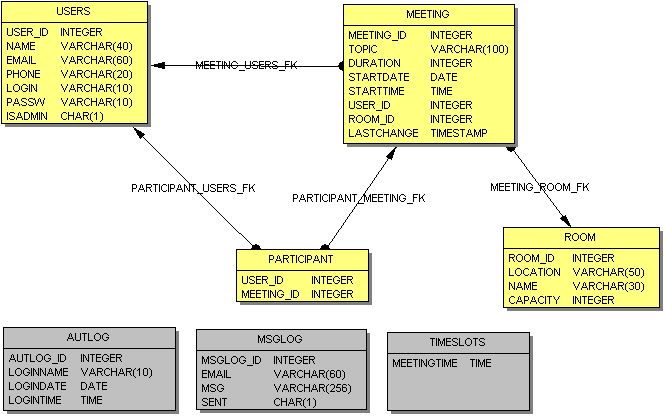 USERS
USER_ID INTEGER
NAME VARCHAR(40)
EMAIL VARCHAR(60)
PHONE VARCHAR(20)
LOGIN VARCHAR(10)
PASSW VARCHAR(10)
ISADMIN CHAR(1)
MEETING_USERS_FK
MEETING
MEETING_ID INTEGER
TOPIC VARCHAR(100)
DURATION INTEGER
STARTDATE DATE
STARTTIME TIME
USER_ID INTEGER
ROOM_ID INTEGER
LASTCHANGE TIMESTAMP
PARTICIPANT_USERS_FK
PARTICIPANT_MEETING_FK
MEETING_ROOM_FK
PARTICIPANT
USER_ID INTEGER
MEETING_ID INTEGER
ROOM
ROOM_ID INTEGER
LOCATION VARCHAR(50)
NAME VARCHAR(30)
CAPACITY INTEGER
AUTLOG
AUTLOG_ID INTEGER
LOGINNAME VARCHAR(10)
LOGINDATE DATE
LOGINTIME TIME
MSGLOG
MSGLOG_ID INTEGER
EMAIL VARCHAR(60)
MSG VARCHAR(256)
SENT CHAR(1)
TIMESLOTS
MEETINGTIME TIME